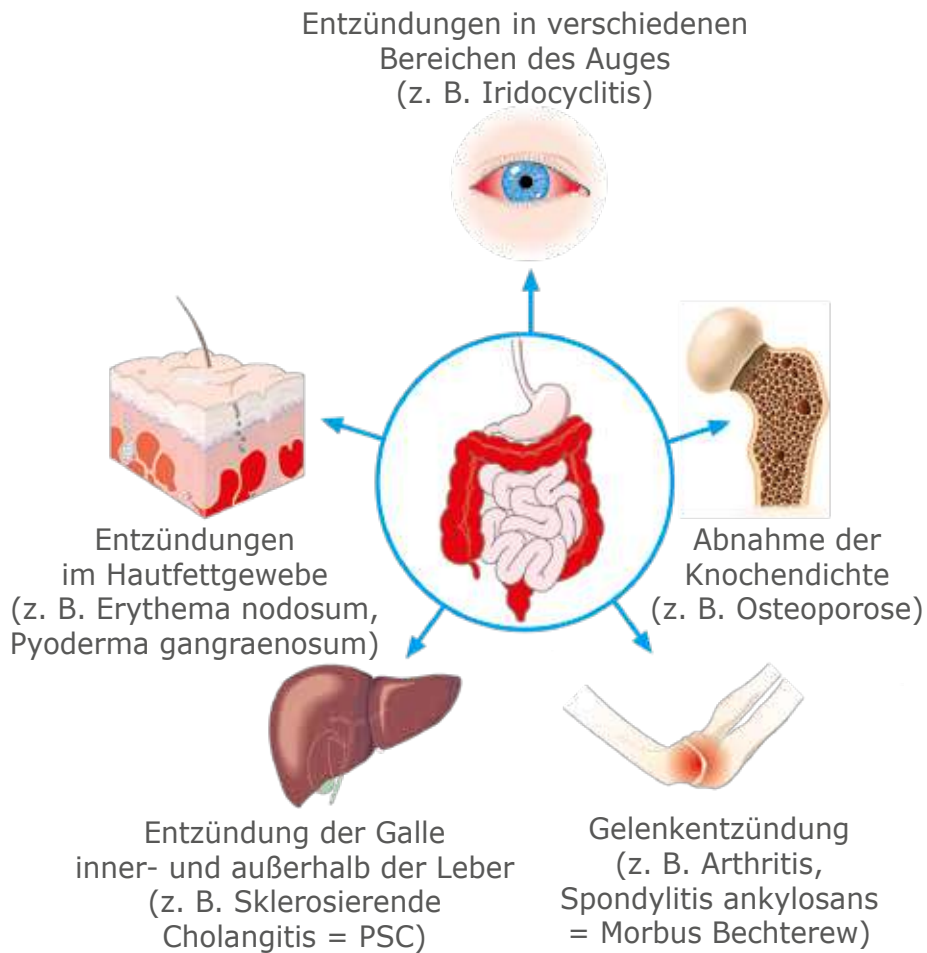 Entzündungen in verschiedenen
Bereichen des Auges
(z. B. Iridocyclitis)
Entzündungen
im Hautfettgewebe
(z. B. Erythema nodosum,
Pyoderma gangraenosum)
Abnahme der
Knochendichte
(z. B. Osteoporose)
Entzündung der Galle
inner- und außerhalb der Leber
(z. B. Sklerosierende
Cholangitis = PSC)
Gelenkentzündung
(z. B. Arthritis,
Spondylitis ankylosans
= Morbus Bechterew)